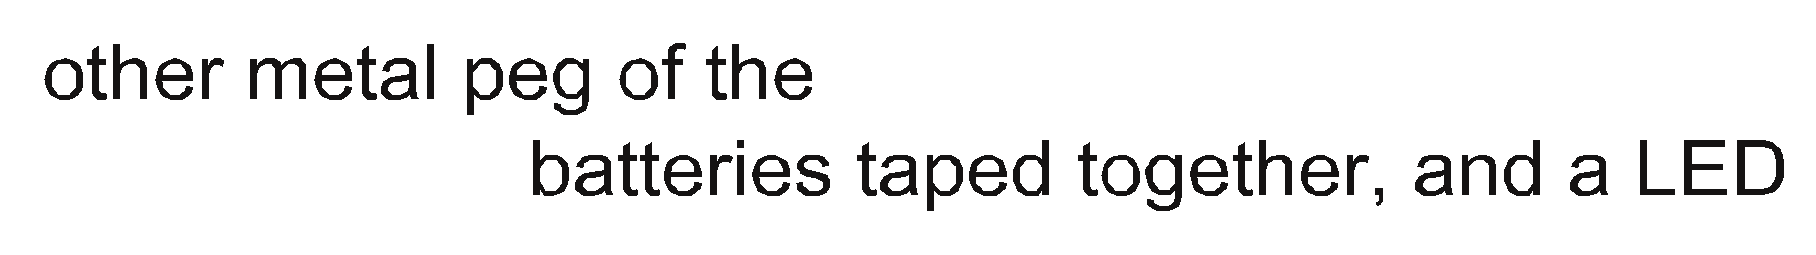 other metal peg of the
batteries taped together, and a LED